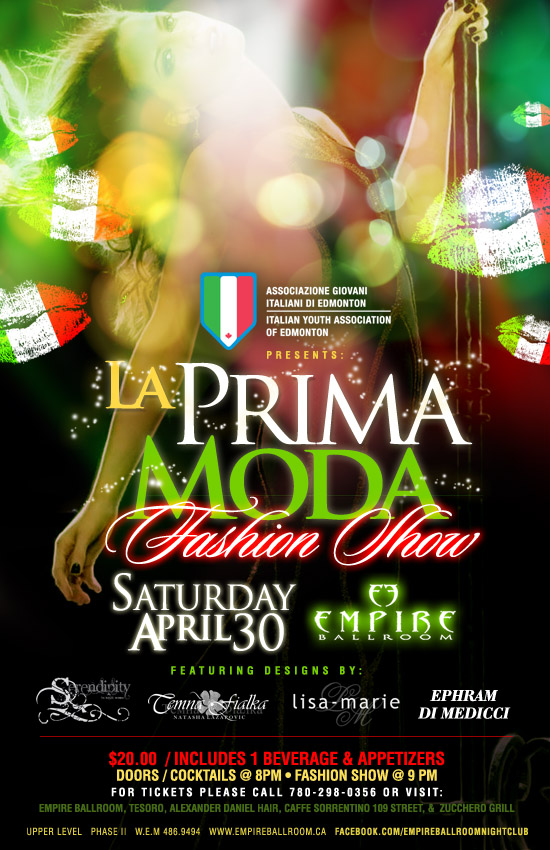 ASSOCIAZIONE GIOVANI
ITALIANI DI EDMONTON
ITALIAN YOUTH ASSOCIATION
OF EDMONTON
PRESENTS:
LA PRIMA
MODA
Fashion Show
SATURDAY
APRIL 30
EMPIRE
BALLROOM
FEATURING DESIGNS BY:
Serendipity
Temna Fialka
NATASHA LAZAROVIC
lisa-marie
LM
EPHRAM
DI MEDICCI
$20.00 / INCLUDES 1 BEVERAGE & APPETIZERS
DOORS / COCKTAILS @ 8PM • FASHION SHOW @ 9 PM
FOR TICKETS PLEASE CALL 780-298-0356 OR VISIT:
EMPIRE BALLROOM, TESORO, ALEXANDER DANIEL HAIR, CAFFE SORRENTINO 109 STREET, & ZUCCHERO GRILL
UPPER LEVEL PHASE II W.E.M 486.9494 WWW.EMPIREBALLROOM.CA FACEBOOK.COM/EMPIREBALLROOMNIGHTCLUB